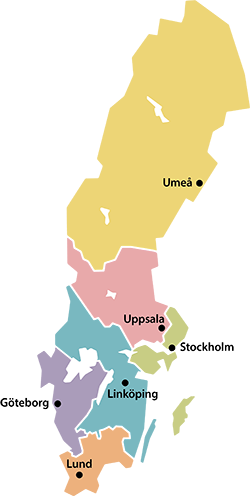 Umeå
Uppsala
Stockholm
Linköping
Göteborg
Lund